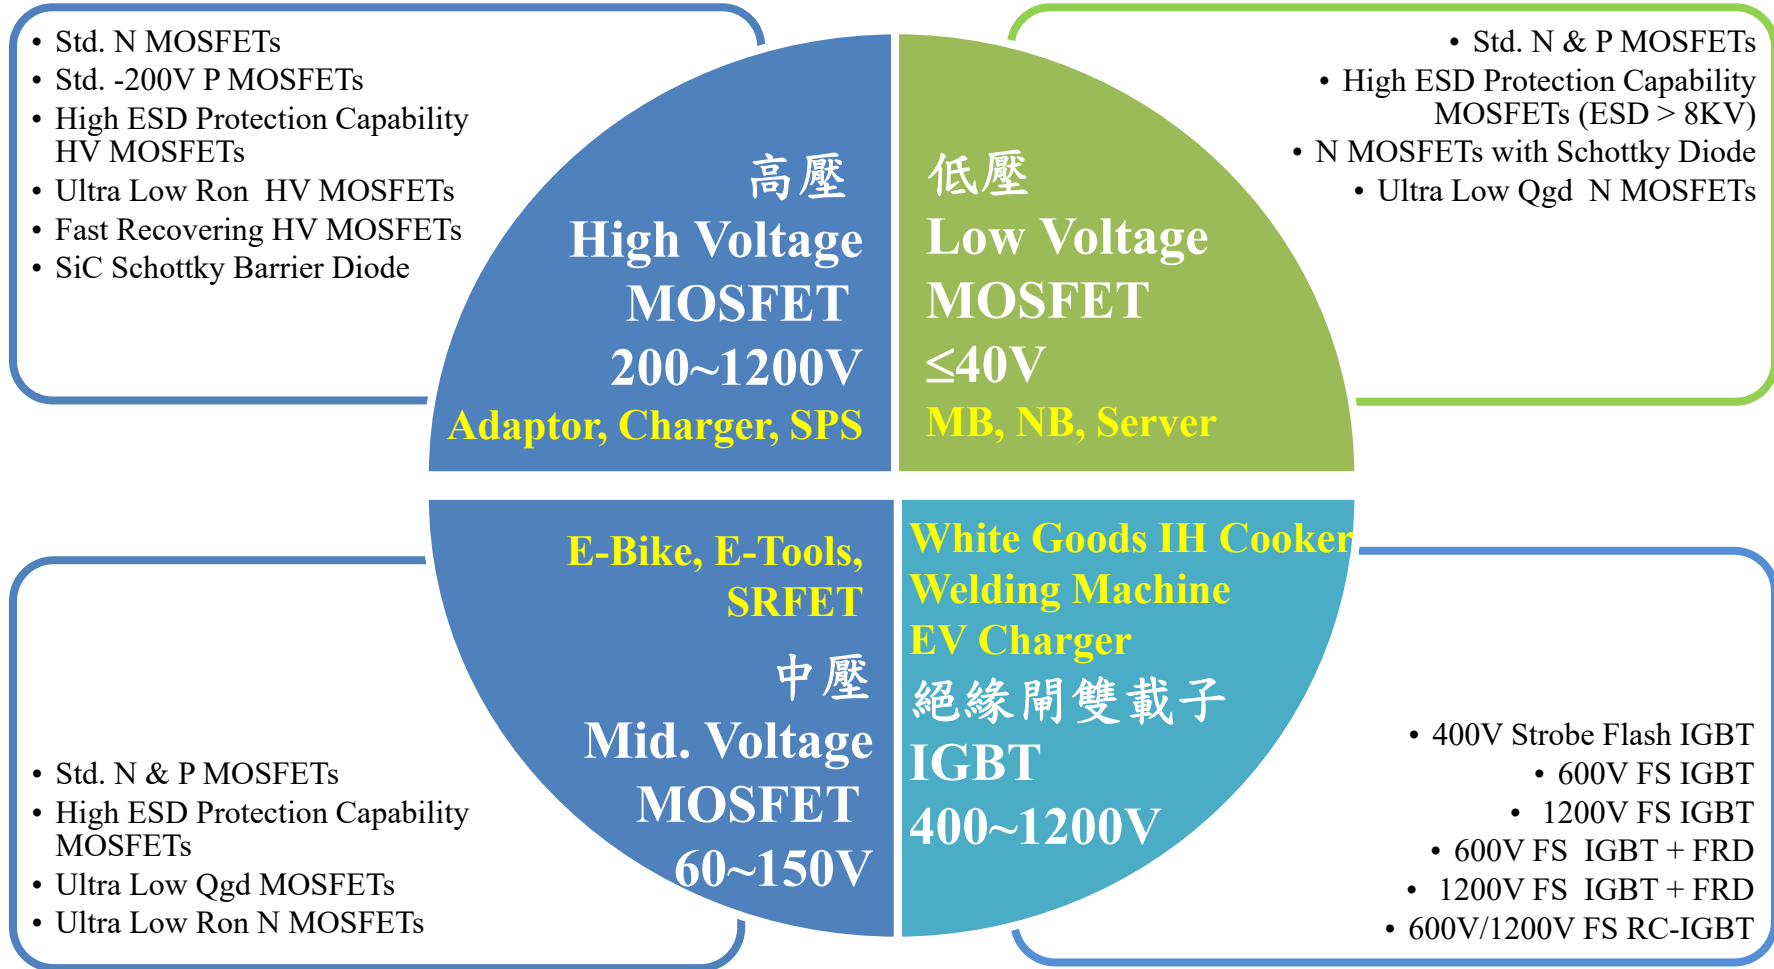 • Std. N MOSFETs
• Std. -200V P MOSFETs
• High ESD Protection Capability
HV MOSFETs
• Ultra Low Ron  HV MOSFETs
• Fast Recovering HV MOSFETs
• SiC Schottky Barrier Diode
高壓
High Voltage
MOSFET
200~1200V
Adaptor, Charger, SPS
低壓
Low Voltage
MOSFET
≤40V
MB, NB, Server
• Std. N & P MOSFETs
• High ESD Protection Capability
MOSFETs (ESD > 8KV)
• N MOSFETs with Schottky Diode
• Ultra Low Qgd  N MOSFETs
E-Bike, E-Tools,
SRFET
中壓
Mid. Voltage
MOSFET
60~150V
• Std. N & P MOSFETs
• High ESD Protection Capability
MOSFETs
• Ultra Low Qgd MOSFETs
• Ultra Low Ron N MOSFETs
White Goods IH Cooker
Welding Machine
EV Charger
絕緣閘雙載子
IGBT
400~1200V
• 400V Strobe Flash IGBT
• 600V FS IGBT
• 1200V FS IGBT
• 600V FS  IGBT + FRD
• 1200V FS  IGBT + FRD
• 600V/1200V FS RC-IGBT